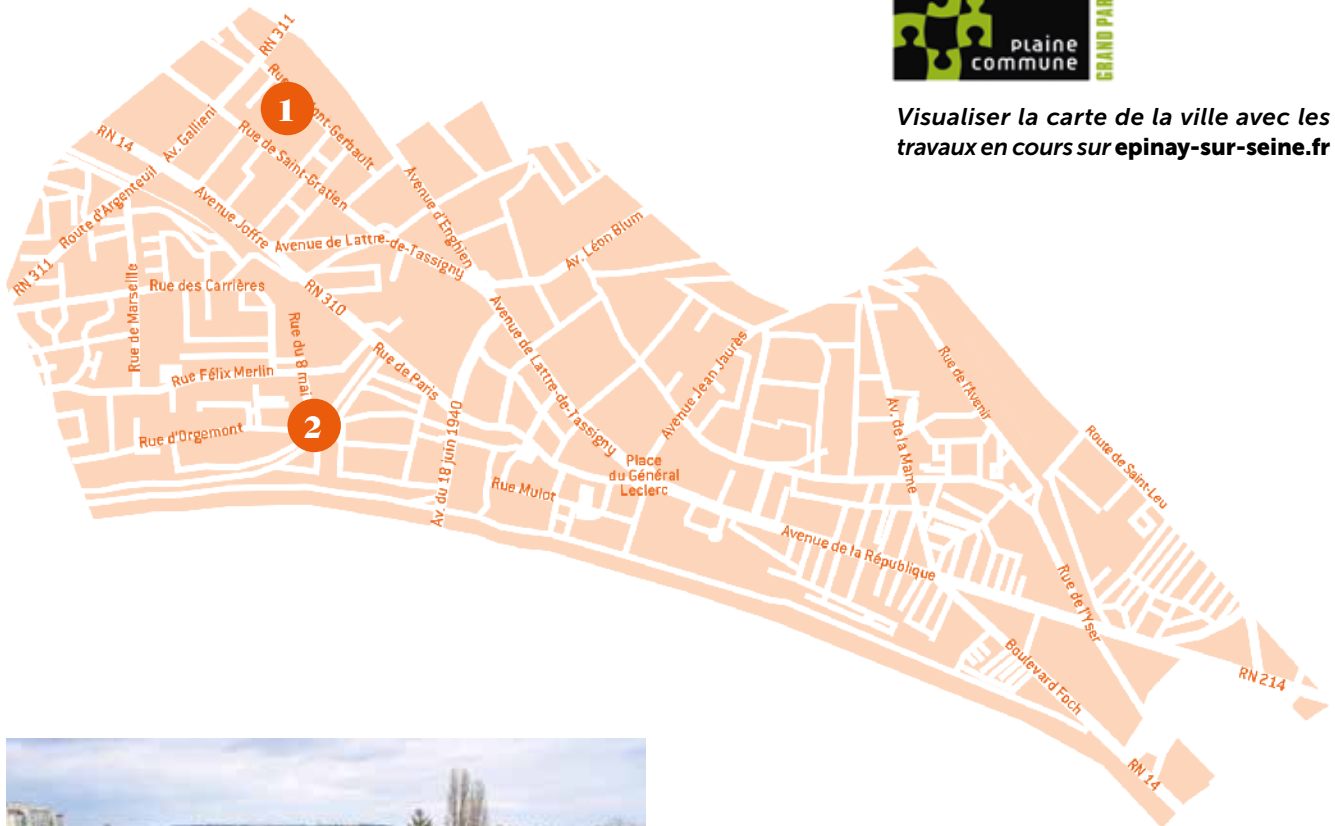 PLaine
commune
GRAND PAR
Visualiser la carte de la ville avec les
travaux en cours sur epinay-sur-seine.fr
RN 311
1
Av. Gallieni
RN 14
Rue de Saint-Gratien
Route d'Argenteuil
Avenue Joffre
Avenue d'Enghien
Avenue de Lattre-de-Tassigny
Av. Léon Blum
RN 311
Rue de Marseille
Rue des Carrières
RN 310
Rue du 8 mai
Avenue de Lattre-de-Tassigny
Rue de Paris
Avenue Jean Jaurès
Rue de l'Avenir
Rue Félix Merlin
2
Rue d'Orgemont
Av. du 18 juin 1940
Av. de la Marne
Route de Saint-Leu
Place
du Général
Leclerc
Rue Mulot
Avenue de la République
Rue de l'Yser
Boulevard Foch
RN 214
RN 14